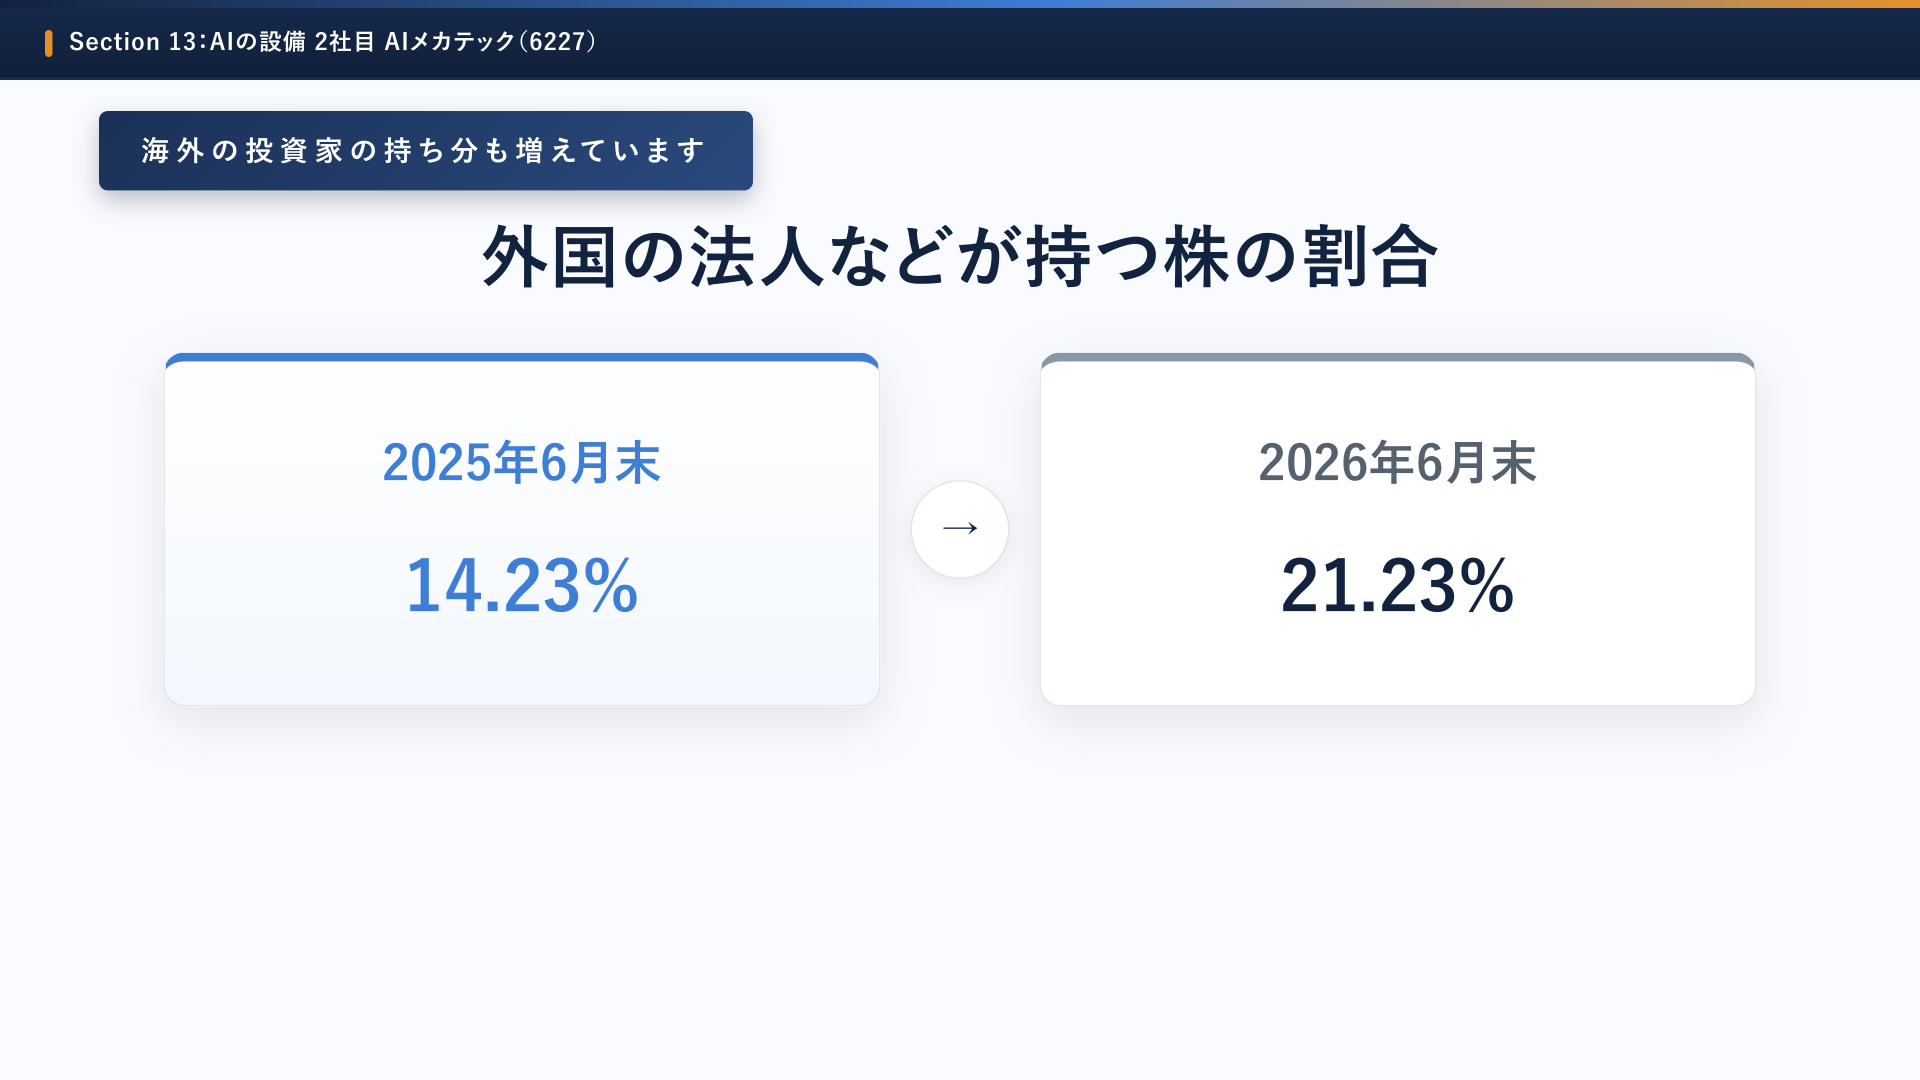 Section 13：AIの設備 2社目 AIメカテック（6227）
海外の投資家の持ち分も増えています
外国の法人などが持つ株の割合
2025年6月末
14.23%
→
2026年6月末
21.23%